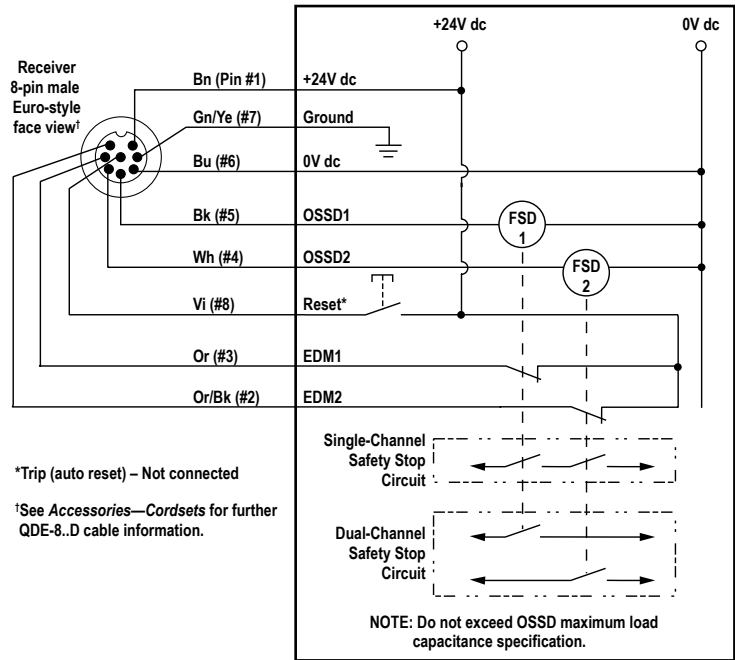 +24V dc
0V dc
Receiver
8-pin male
Euro-style
face view†
Bn (Pin #1)
+24V dc
Gn/Ye (#7)
Ground
Bu (#6)
0V dc
Bk (#5)
OSSD1
FSD
1
Wh (#4)
OSSD2
FSD
2
Vi (#8)
Reset*
Or (#3)
EDM1
Or/Bk (#2)
EDM2
Single-Channel
Safety Stop
Circuit
*Trip (auto reset) – Not connected
†See Accessories—Cordsets for further
QDE-8..D cable information.
Dual-Channel
Safety Stop
Circuit
NOTE: Do not exceed OSSD maximum load
capacitance specification.